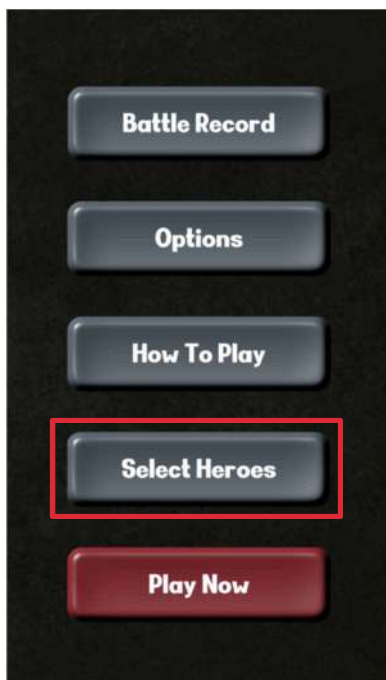 Battle Record
Options
How To Play
Select Heroes
Play Now